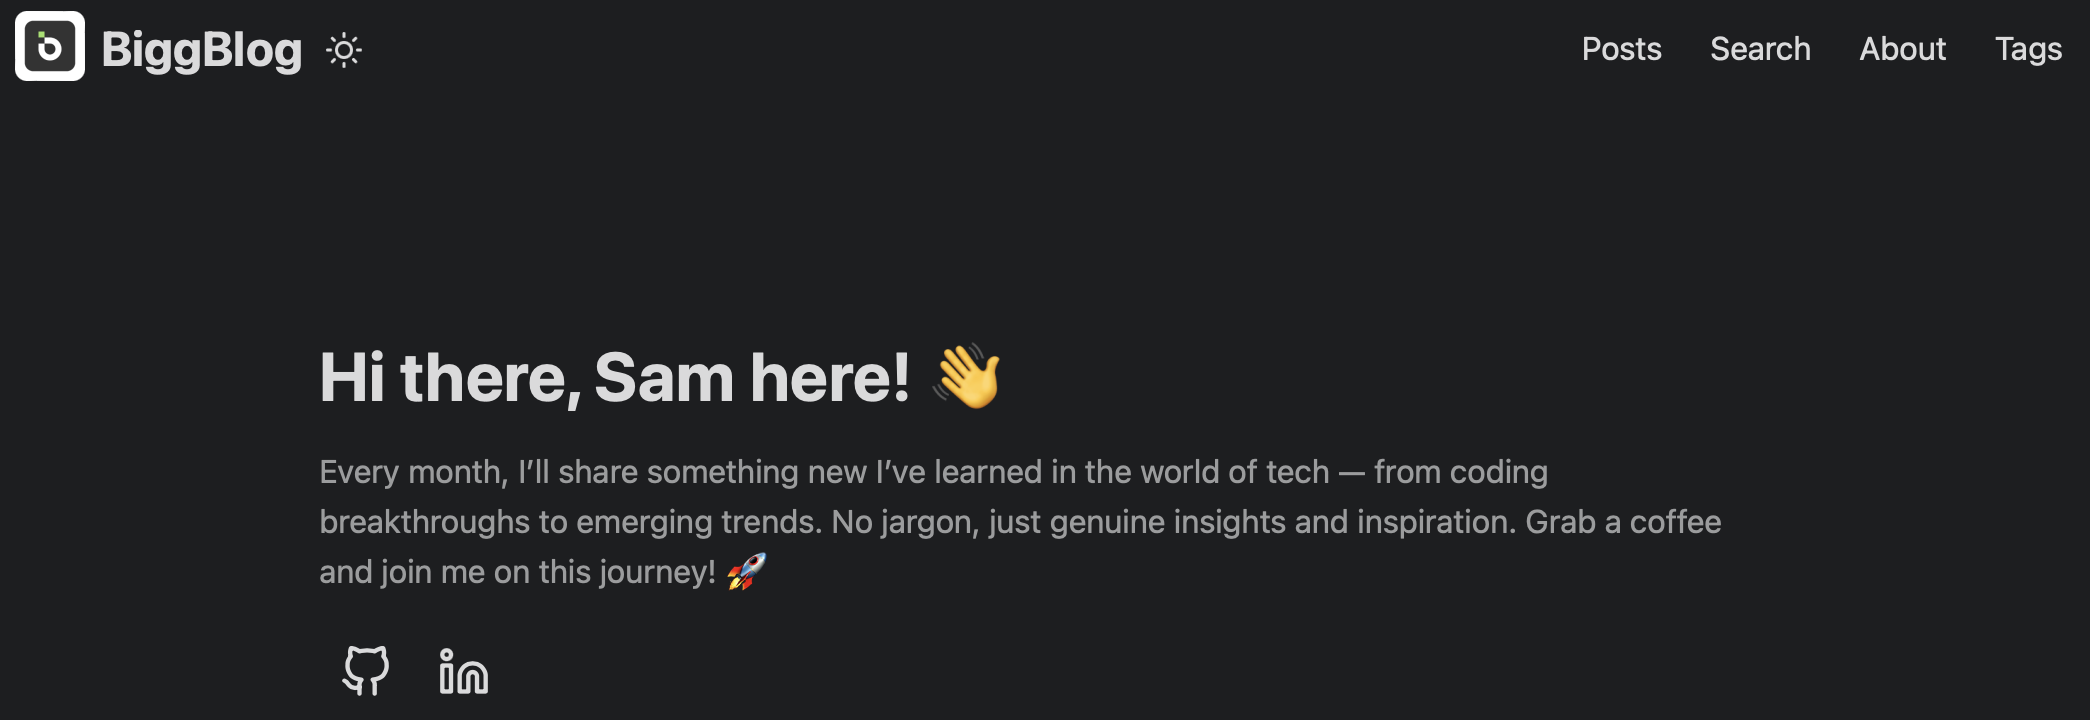 BiggBlog
Posts Search About Tags
Hi there, Sam here! 👋
Every month, I’ll share something new I’ve learned in the world of tech — from coding
breakthroughs to emerging trends. No jargon, just genuine insights and inspiration. Grab a coffee
and join me on this journey! 🚀